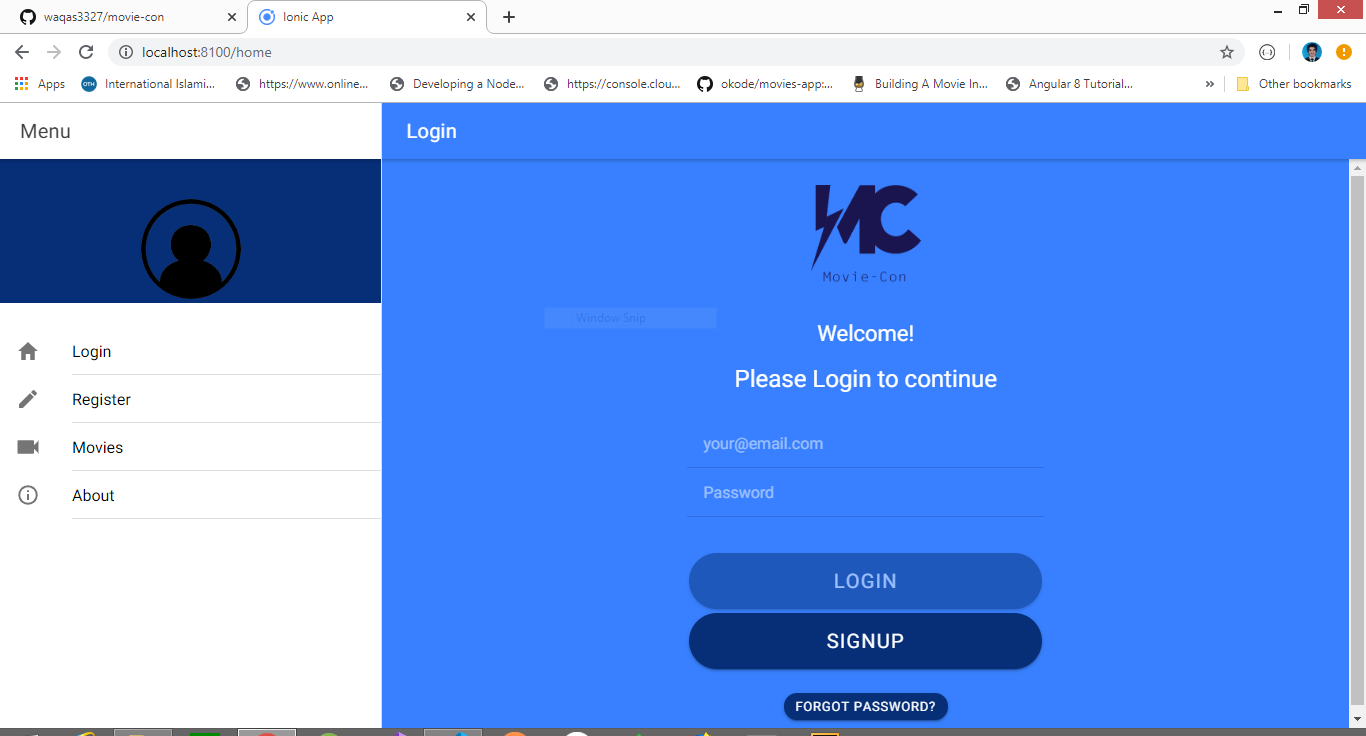 waqas3327/movie-con
Ionic App
localhost:8100/home
Apps
OTH
International Islami...
https://www.online...
Developing a Node...
https://console.clou...
okode/movies-app:...
Building A Movie In...
Angular 8 Tutorial...
»
Other bookmarks
Menu
Login
MC
Movie-Con
Window Snip
Welcome!
Please Login to continue
Login
Register
Movies
About
your@email.com
Password
LOGIN
SIGNUP
FORGOT PASSWORD?